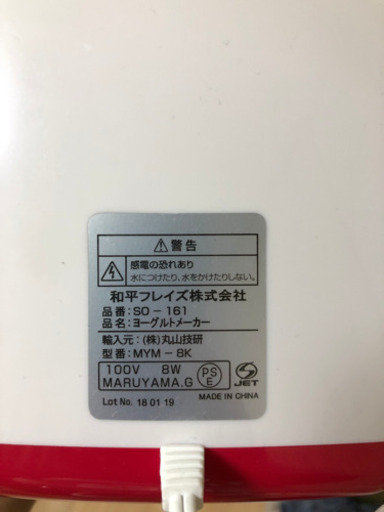 ⚠警告
感電の恐れあり
水につけたり、水をかけたりしない。
和平フレイズ株式会社
品番：SO－161
品名：ヨーグルトメーカー
輸入元：(株)丸山技研
型番：MYM－8K
100V 8W
MARUYAMA.G
PS
E
JET
Lot No. 18 01 19
MADE IN CHINA